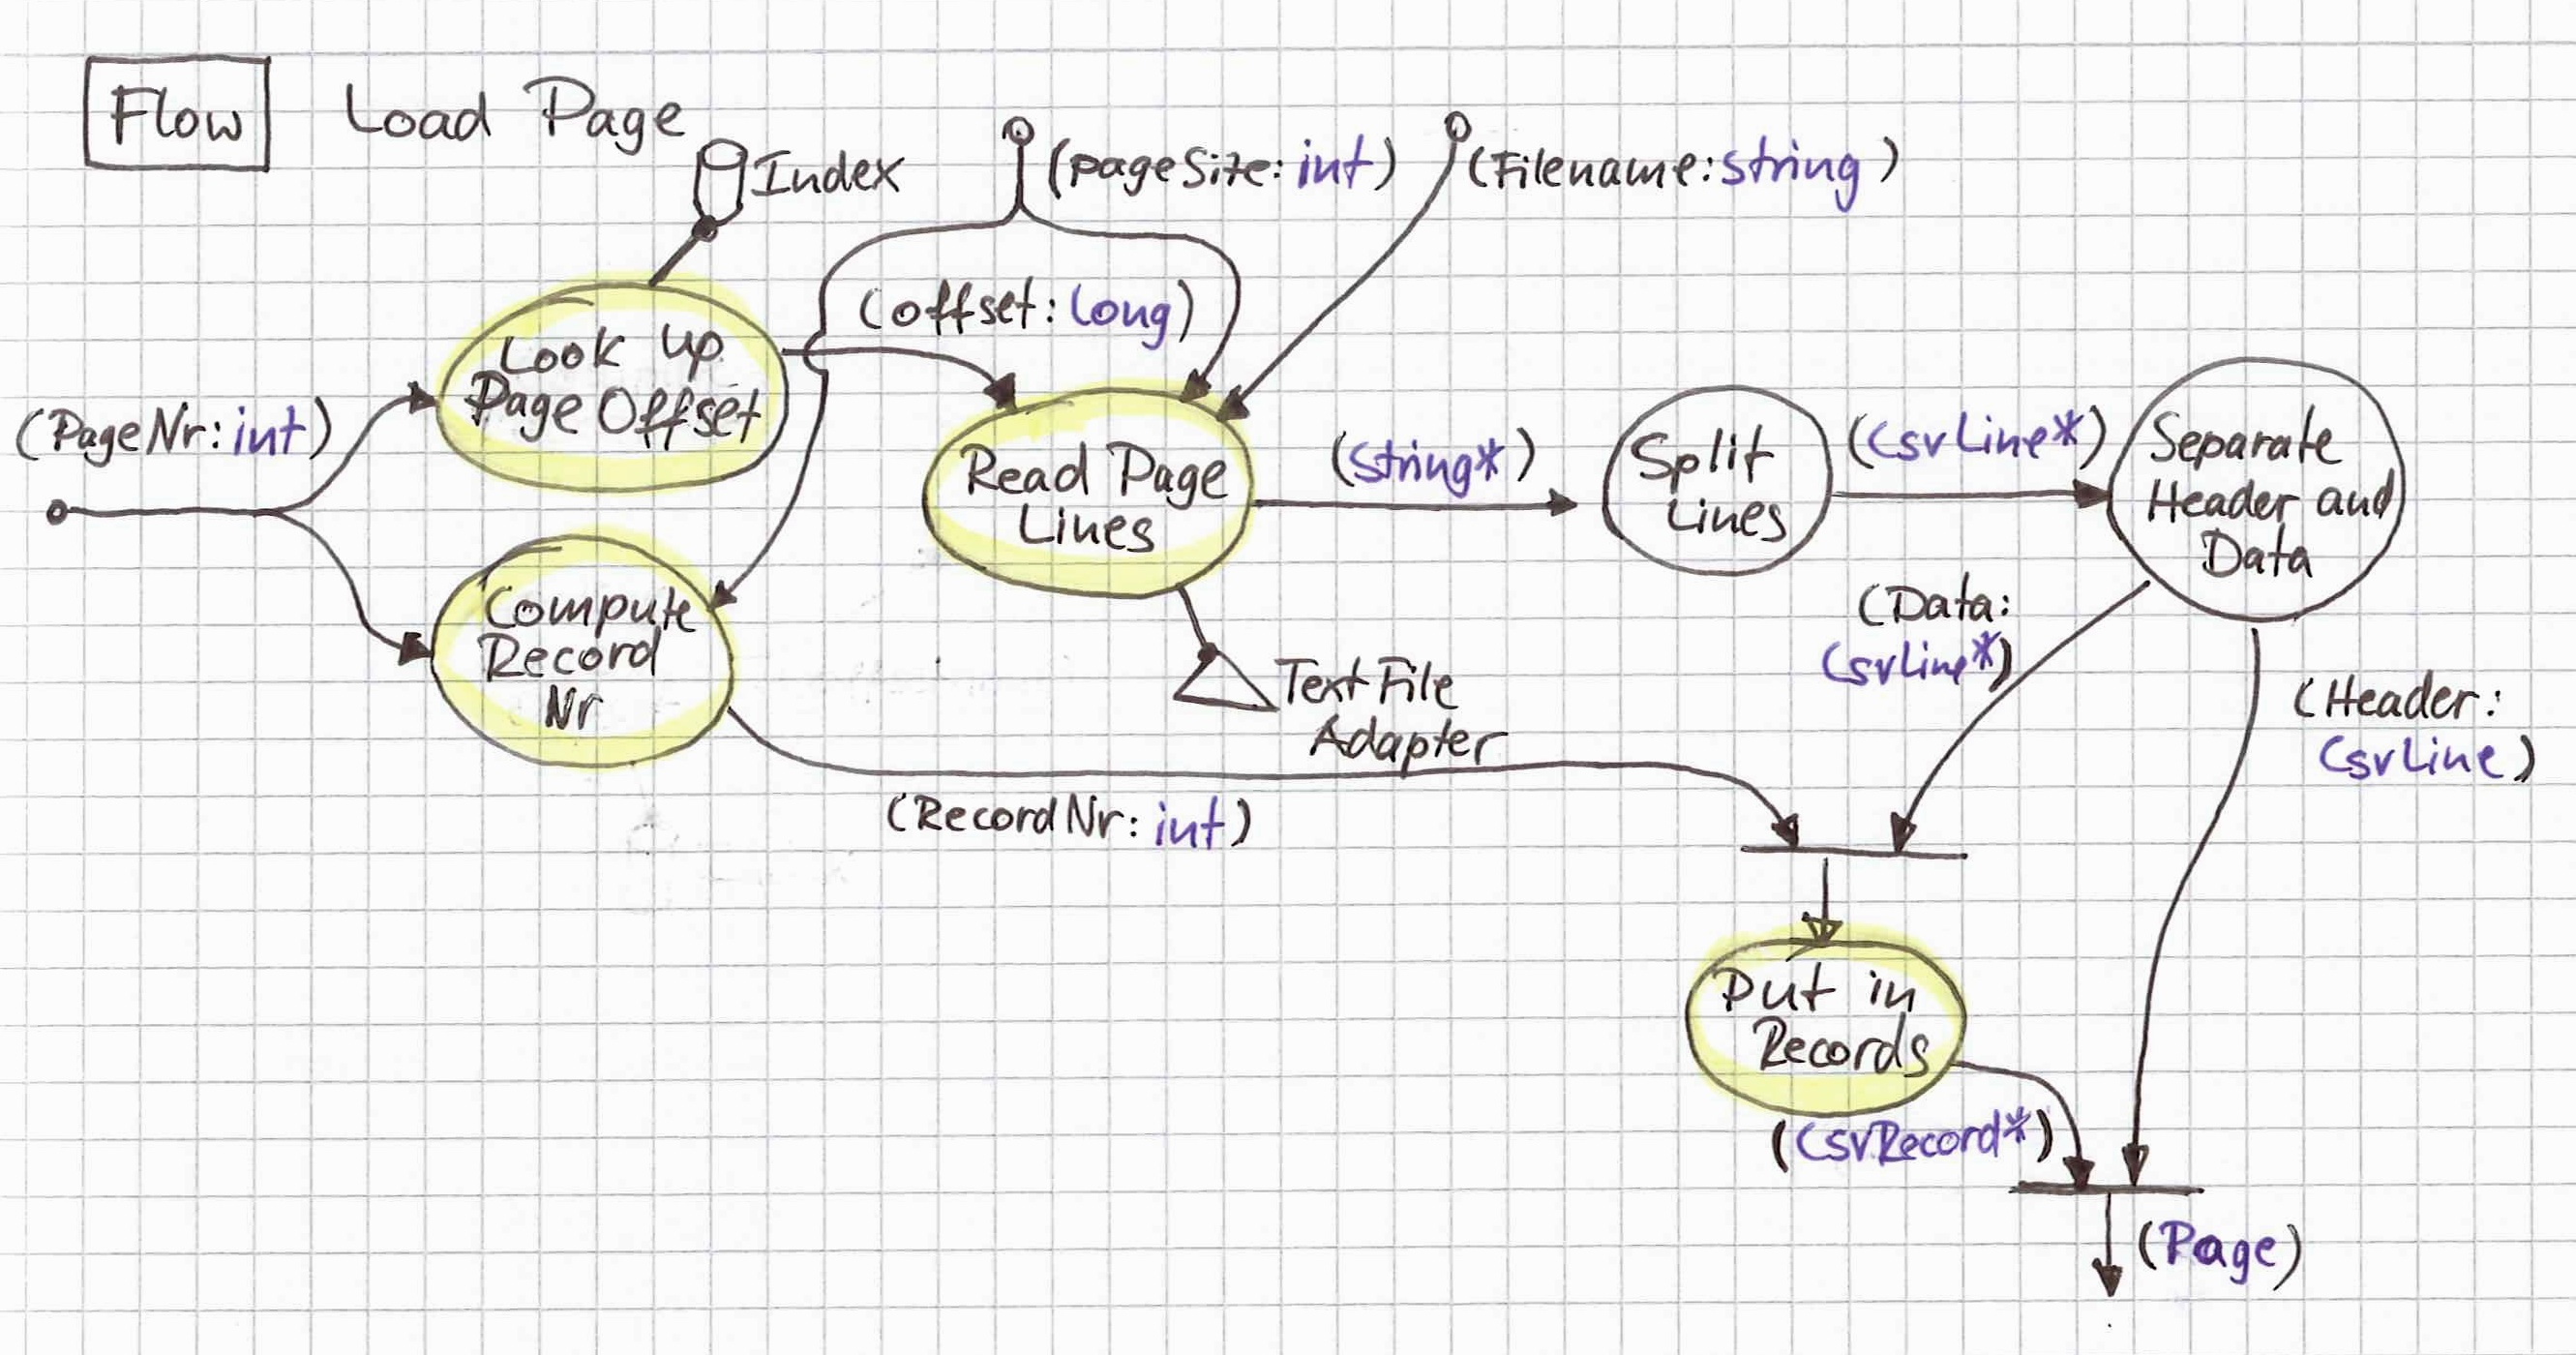 Flow
Load Page
Index
(pageSize: int)
(Filename: string)
(offset: long)
Look up
Page Offset
(PageNr: int)
Read Page
Lines
(String*)
Split
Lines
(CsvLine*)
Separate
Header and
Data
Compute
Record
Nr
Text File
Adapter
(Data:
CsvLine*)
(Header:
CsvLine)
(RecordNr: int)
Put in
Records
(CsvRecord*)
(Page)